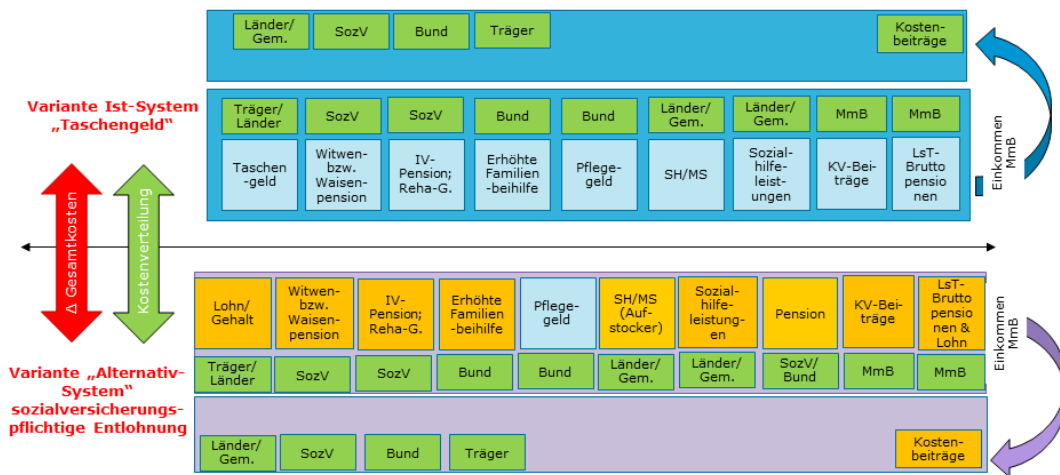 Länder/
Gem.
SozV
Bund
Träger
Kosten-
beiträge
Variante Ist-System
„Taschengeld“
Träger/
Länder
SozV
SozV
Bund
Bund
Länder/
Gem.
Länder/
Gem.
MmB
MmB
Taschen
-geld
Witwen-
bzw.
Waisen-
pension
IV-
Pension;
Reha-G.
Erhöhte
Familien
-beihilfe
Pflege-
geld
SH/MS
Sozial-
hilfe-
leist-
ungen
KV-Bei-
träge
LsT-
Brutto
pensio
nen
Einkommen
MmB
Δ Gesamtkosten
Kostenverteilung
Lohn/
Gehalt
Witwen-
bzw.
Waisen-
pension
IV-
Pension;
Reha-G.
Erhöhte
Familien
-beihilfe
Pflege-
geld
SH/MS
(Auf-
stocker)
Sozial-
hilfe-
leistung-
en
Pension
KV-Bei-
träge
LsT-
Brutto
pensio
nen &
Lohn
Einkommen
MmB
Variante „Alternativ-
System“
sozialversicherungs-
pflichtige Entlohnung
Träger/
Länder
SozV
SozV
Bund
Bund
Länder/
Gem.
Länder/
Gem.
SozV/
Bund
MmB
MmB
Länder/
Gem.
SozV
Bund
Träger
Kosten-
beiträge